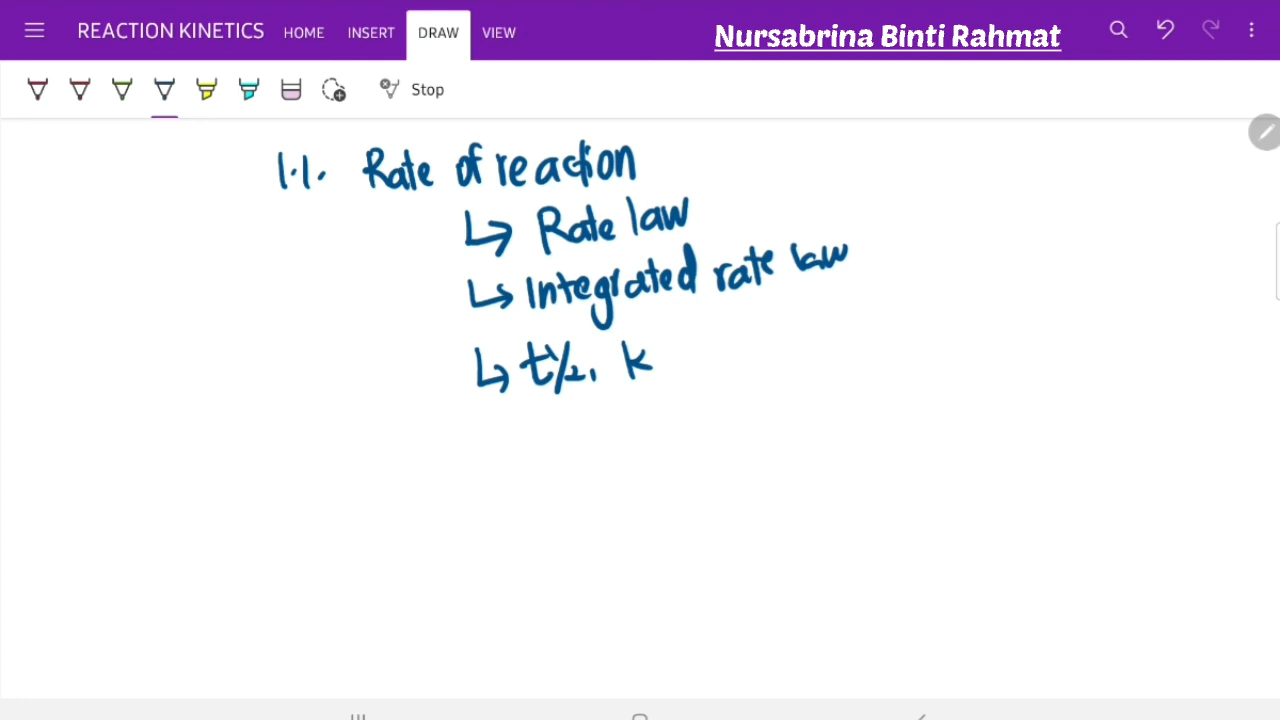 REACTION KINETICS HOME INSERT DRAW VIEW Nursabrina Binti Rahmat
Stop
1.1. Rate of reaction
↳ Rate law
↳ Integrated rate law
↳ t1/2, k